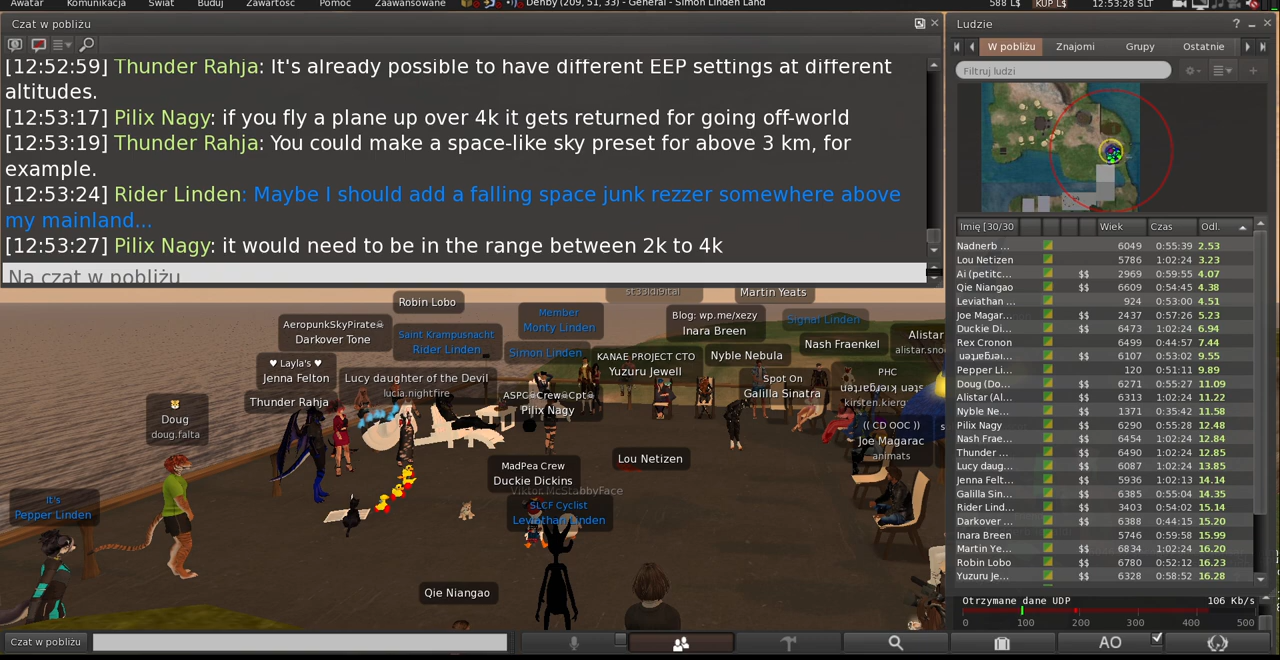 Awatar Komunikacja Świat Buduj Zawartość Pomoc Zaawansowane Denby (209, 51, 33) - General - Simon Linden Land 588 L$ KUP L$ 12:53:28 SLT
Czat w pobliżu
[12:52:59] Thunder Rahja: It's already possible to have different EEP settings at different
altitudes.
[12:53:17] Pilix Nagy: if you fly a plane up over 4k it gets returned for going off-world
[12:53:19] Thunder Rahja: You could make a space-like sky preset for above 3 km, for
example.
[12:53:24] Rider Linden: Maybe I should add a falling space junk rezzer somewhere above
my mainland...
[12:53:27] Pilix Nagy: it would need to be in the range between 2k to 4k
Na czat w pobliżu
Ludzie
W pobliżu Znajomi Grupy Ostatnie
Filtruj ludzi
Imię [30/30 Wiek Czas Odl.
Nadnerb ... 6049 0:55:39 2.53
Lou Netizen 5786 1:02:24 3.23
Ai (petitc... $$ 2969 0:59:55 4.07
Qie Niangao $$ 6609 0:54:45 4.38
Leviathan ... 924 0:53:00 4.51
Joe Magar... $$ 2437 0:57:26 5.23
Duckie Di... $$ 6473 1:02:24 6.94
Rex Cronon 6499 0:44:57 7.44
$$ 6107 0:53:02 9.55
Pepper Li... 120 0:51:11 9.89
Doug (Do... $$ 6271 0:55:27 11.09
Alistar (Al... $$ 6313 1:02:24 11.22
Nyble Ne... $$ 1371 0:35:42 11.58
Pilix Nagy $$ 6290 0:55:28 12.48
Nash Frae... $$ 6454 1:02:24 12.84
Thunder ... $$ 6490 1:02:24 12.85
Lucy daug... $$ 6087 1:02:24 13.85
Jenna Felt... $$ 5936 1:02:13 14.14
Galilla Sin... $$ 6385 0:55:04 14.35
Rider Lind... $$ 3403 0:54:02 15.14
Darkover ... $$ 6388 0:44:15 15.20
Inara Breen 5746 0:59:58 15.99
Martin Ye... $$ 6834 1:02:24 16.20
Robin Lobo $$ 6780 0:52:12 16.23
Yuzuru Je... $$ 6328 0:58:52 16.28
Otrzymane dane UDP 106 Kb/s
0 100 200 300 400 500
st33ldi9ital
Martin Yeats
Robin Lobo
Member
Monty Linden
Blog: wp.me/xezy
Inara Breen
Signal Linden
AeropunkSkyPirate☠
Darkover Tone
Saint Krampusnacht
Rider Linden
Simon Linden
Nash Fraenkel
Alistar
alistar.sno
KANAE PROJECT CTO
Yuzuru Jewell
Nyble Nebula
♥ Layla's ♥
Jenna Felton
Lucy daughter of the Devil
lucia.nightfire
Spot On
Galilla Sinatra
PHC
kirsten.kierg
Thunder Rahja
ASPC☠Crew☠Cpt☠
Pilix Nagy
Doug
doug.falta
(( CD OOC ))
Joe Magarac
animats
Lou Netizen
MadPea Crew
Duckie Dickins
Viktor.McStabbyFace
It's
Pepper Linden
SLCF Cyclist
Leviathan Linden
Qie Niangao
Czat w pobliżu
AO